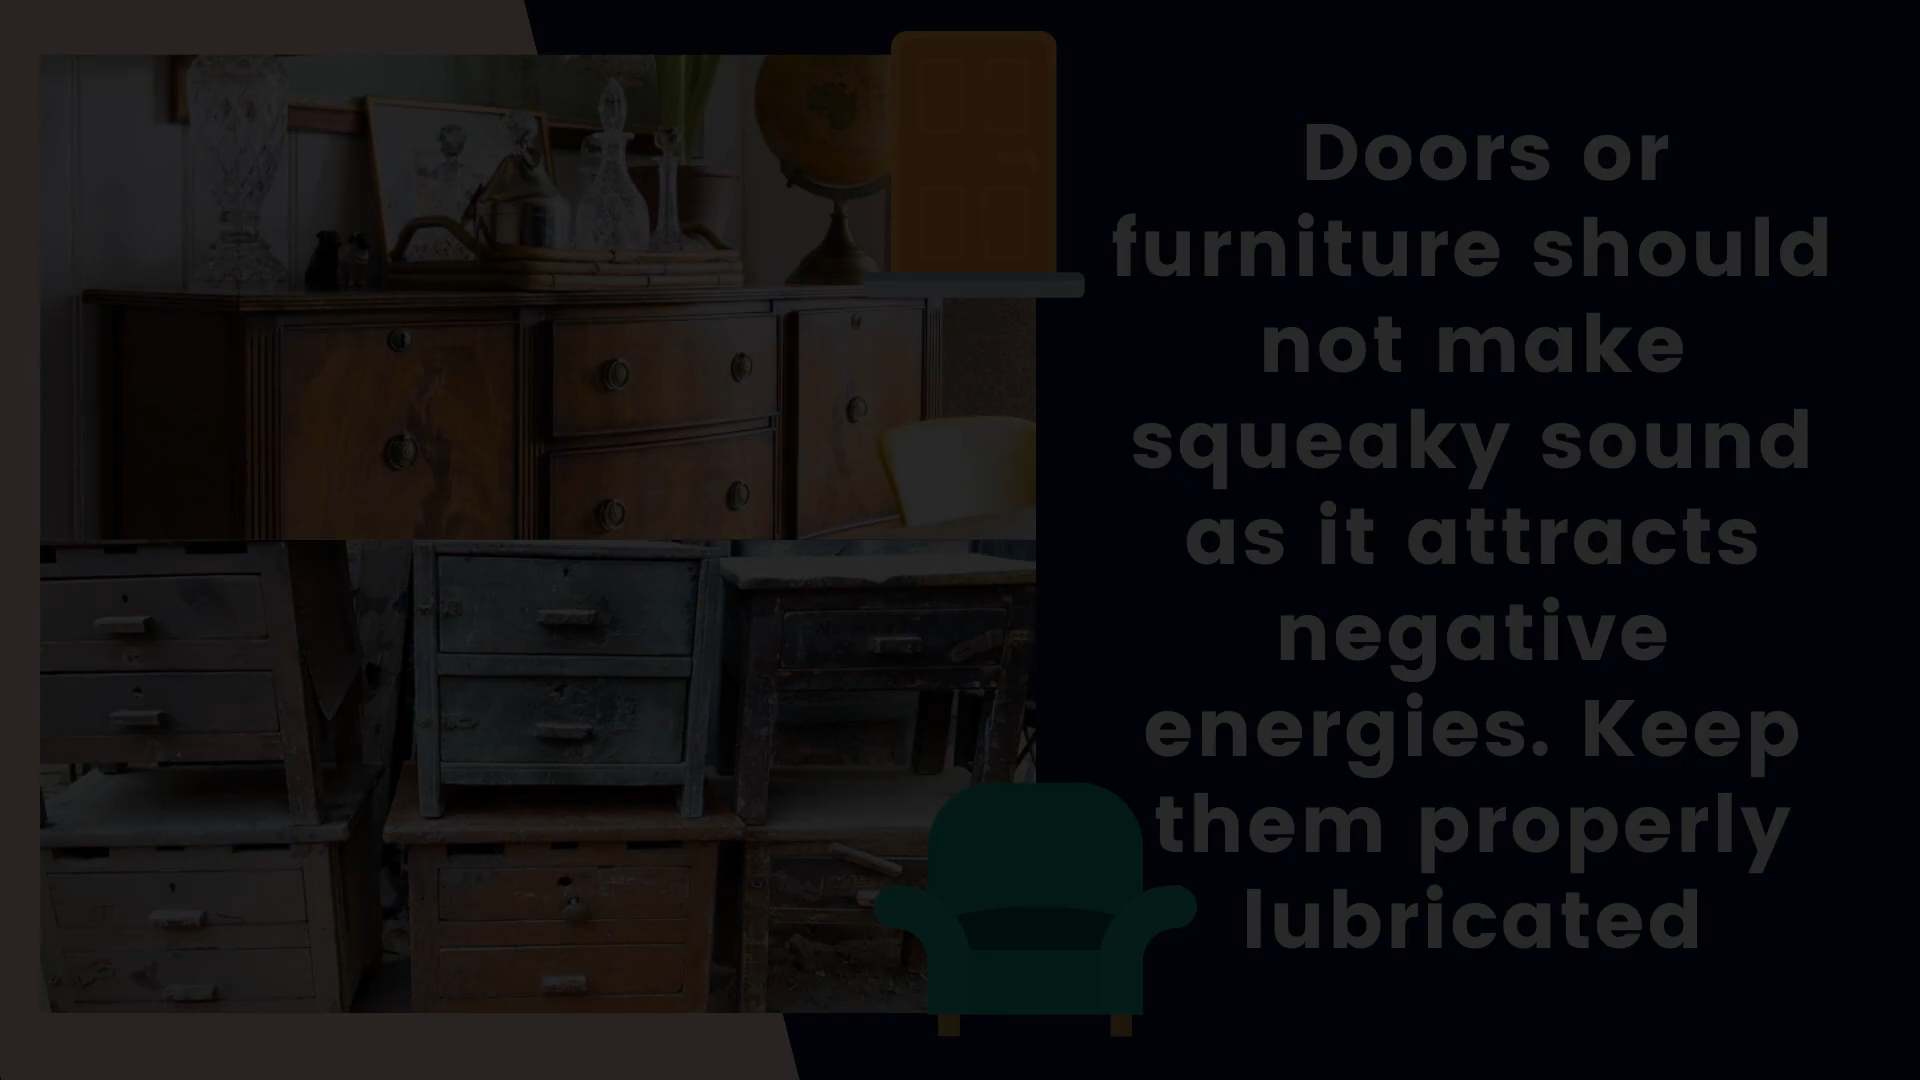 Doors or
furniture should
not make
squeaky sound
as it attracts
negative
energies. Keep
them properly
lubricated